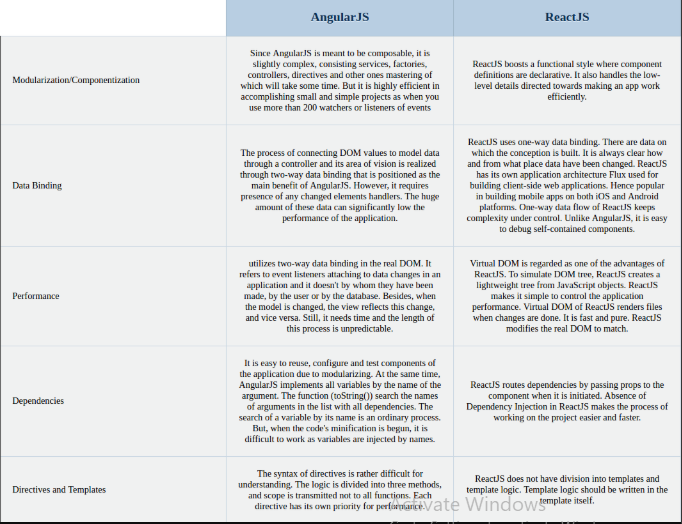 AngularJS
ReactJS
Modularization/Componentization
Since AngularJS is meant to be composable, it is
slightly complex, consisting services, factories,
controllers, directives and other ones mastering of
which will take some time. But it is highly efficient in
accomplishing small and simple projects as when you
use more than 200 watchers or listeners of events
ReactJS boosts a functional style where component
definitions are declarative. It also handles the low-
level details directed towards making an app work
efficiently.
Data Binding
The process of connecting DOM values to model data
through a controller and its area of vision is realized
through two-way data binding that is positioned as the
main benefit of AngularJS. However, it requires
presence of any changed elements handlers. The huge
amount of these data can significantly low the
performance of the application.
ReactJS uses one-way data binding. There are data on
which the conception is built. It is always clear how
and from what place data have been changed. ReactJS
has its own application architecture Flux used for
building client-side web applications. Hence popular
in building mobile apps on both iOS and Android
platforms. One-way data flow of ReactJS keeps
complexity under control. Unlike AngularJS, it is easy
to debug self-contained components.
Performance
utilizes two-way data binding in the real DOM. It
refers to event listeners attaching to data changes in an
application and it doesn't by whom they have been
made, by the user or by the database. Besides, when
the model is changed, the view reflects this change,
and vice versa. Still, it needs time and the length of
this process is unpredictable.
Virtual DOM is regarded as one of the advantages of
ReactJS. To simulate DOM tree, ReactJS creates a
lightweight tree from JavaScript objects. ReactJS
makes it simple to control the application
performance. Virtual DOM of ReactJS renders files
when changes are done. It is fast and pure. ReactJS
modifies the real DOM to match.
Dependencies
It is easy to reuse, configure and test components of
the application due to modularizing. At the same time,
AngularJS implements all variables by the name of the
argument. The function (toString()) search the names
of arguments in the list with all dependencies. The
search of a variable by its name is an ordinary process.
But, when the code's minification is begun, it is
difficult to work as variables are injected by names.
ReactJS routes dependencies by passing props to the
component when it is initiated. Absence of
Dependency Injection in ReactJS makes the process of
working on the project easier and faster.
Directives and Templates
The syntax of directives is rather difficult for
understanding. The logic is divided into three methods,
and scope is transmitted not to all functions. Each
directive has its own priority for performance.
ReactJS does not have division into templates and
template logic. Template logic should be written in the
template itself.
Activate Windows